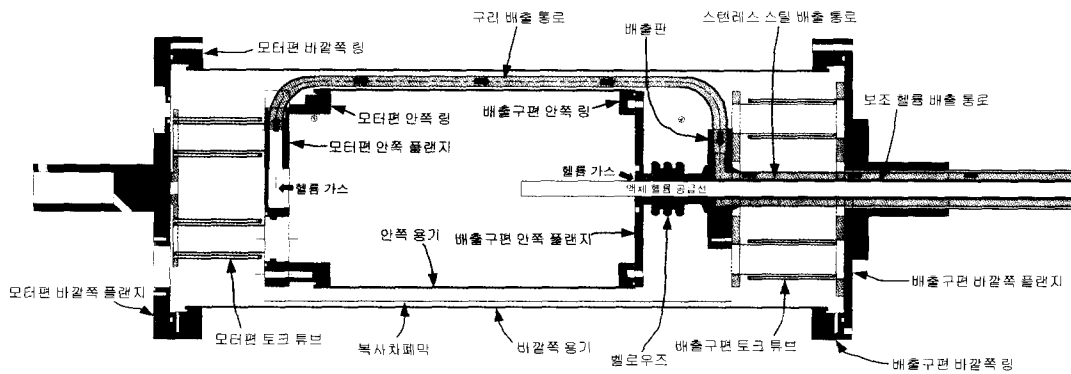 구리 배출 통로
스텐레스 스틸 배출 통로
배출판
모터편 바깥쪽 링
보조 헬륨 배출 통로
배출구편 안쪽 링
모터편 안쪽 링
모터편 안쪽 플랜지
헬륨 가스
헬륨 가스
액체 헬륨 공급선
안쪽 용기
배출구편 안쪽 플랜지
배출구편 바깥쪽 플랜지
모터편 바깥쪽 플랜지
모터편 토크 튜브
복사차폐막
바깥쪽 용기
벨로우즈
배출구편 토크 튜브
배출구편 바깥쪽 링